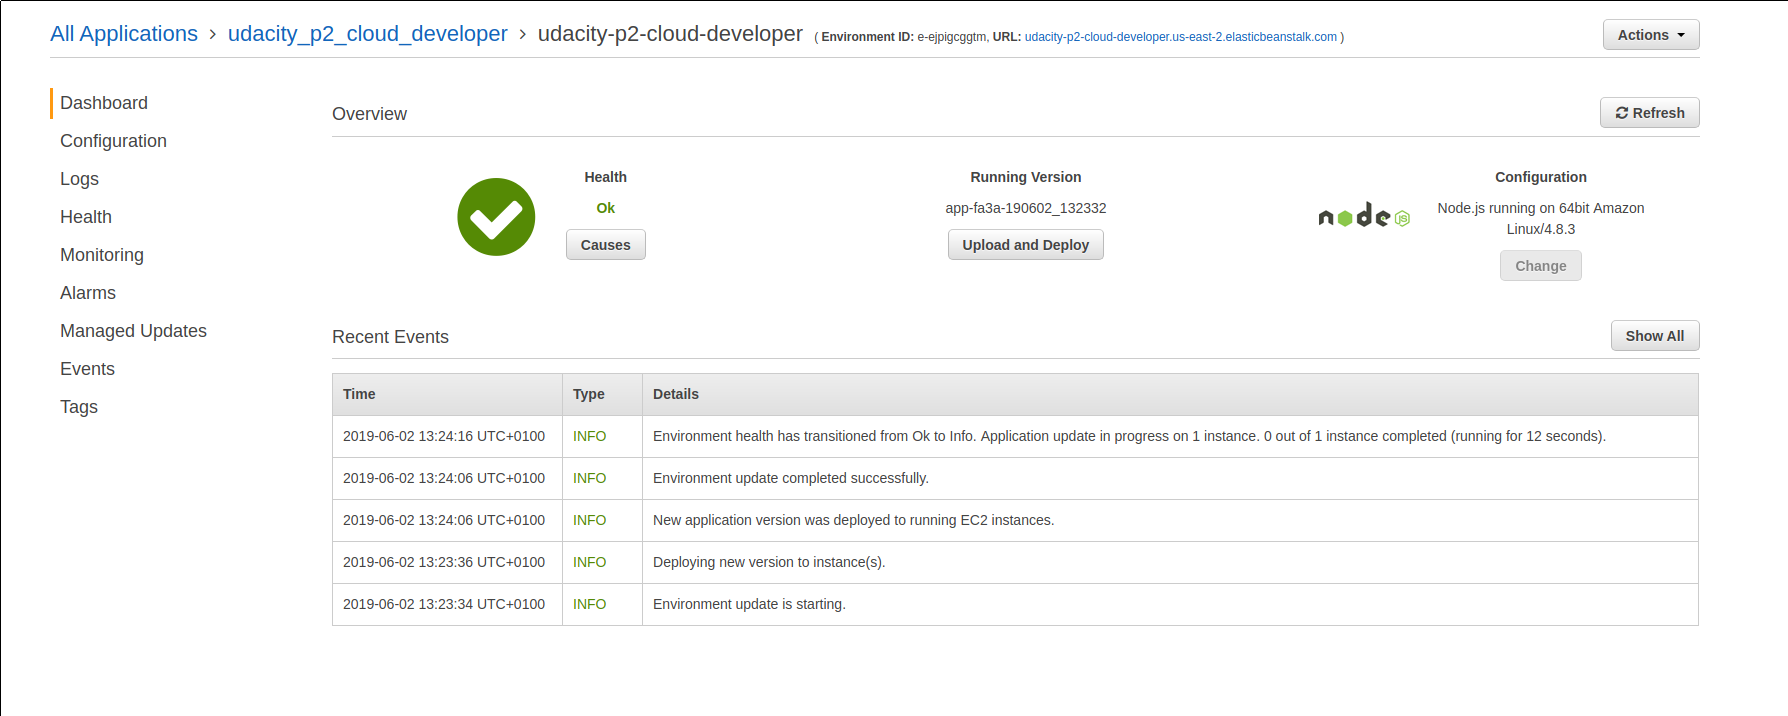 All Applications > udacity_p2_cloud_developer > udacity-p2-cloud-developer ( Environment ID: e-ejpigcggtm, URL: udacity-p2-cloud-developer.us-east-2.elasticbeanstalk.com )
Actions
Dashboard
Configuration
Logs
Health
Monitoring
Alarms
Managed Updates
Events
Tags
Overview
Refresh
Health
Ok
Causes
Running Version
app-fa3a-190602_132332
Upload and Deploy
node JS
Configuration
Node.js running on 64bit Amazon
Linux/4.8.3
Change
Recent Events
Show All
Time Type Details
2019-06-02 13:24:16 UTC+0100 INFO Environment health has transitioned from Ok to Info. Application update in progress on 1 instance. 0 out of 1 instance completed (running for 12 seconds).
2019-06-02 13:24:06 UTC+0100 INFO Environment update completed successfully.
2019-06-02 13:24:06 UTC+0100 INFO New application version was deployed to running EC2 instances.
2019-06-02 13:23:36 UTC+0100 INFO Deploying new version to instance(s).
2019-06-02 13:23:34 UTC+0100 INFO Environment update is starting.